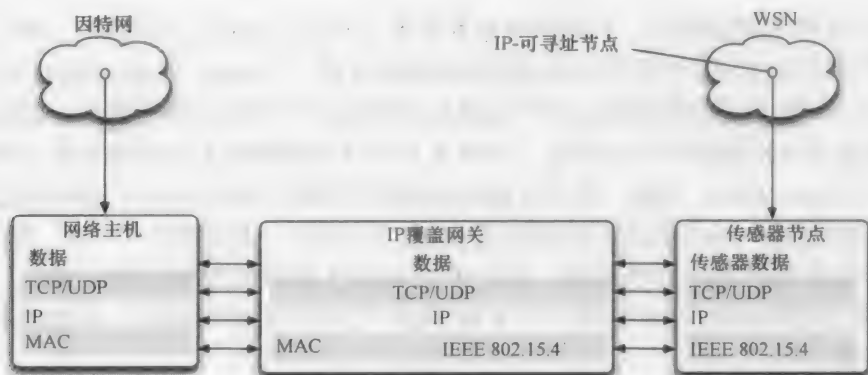 因特网
WSN
IP-可寻址节点
网络主机
数据
TCP/UDP
IP
MAC
IP覆盖网关
数据
TCP/UDP
IP
MAC IEEE 802.15.4
传感器节点
传感器数据
TCP/UDP
IP
IEEE 802.15.4